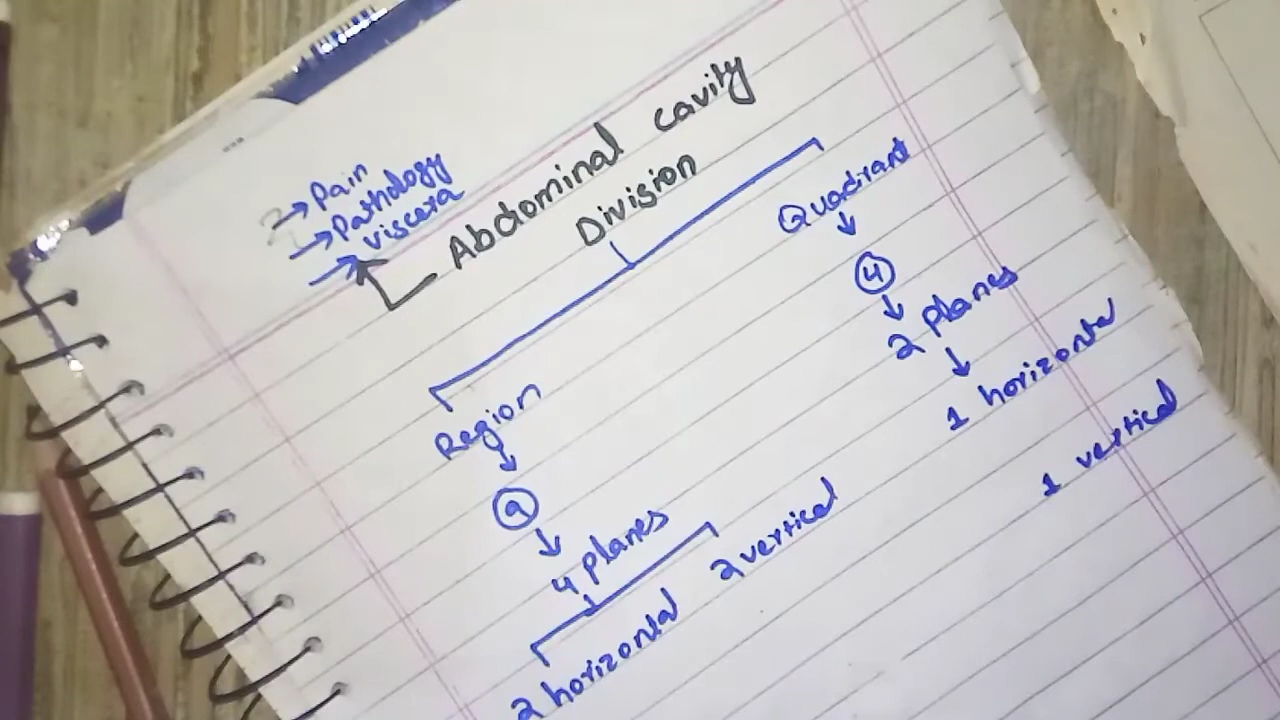 → Pain
→ Pathology
→ viscera
Abdominal cavity
Division
Region
↓
9
↓
4 planes
2 horizontal 2 vertical
Quadrant
↓
4
↓
2 planes
↓
1 horizontal
1 vertical